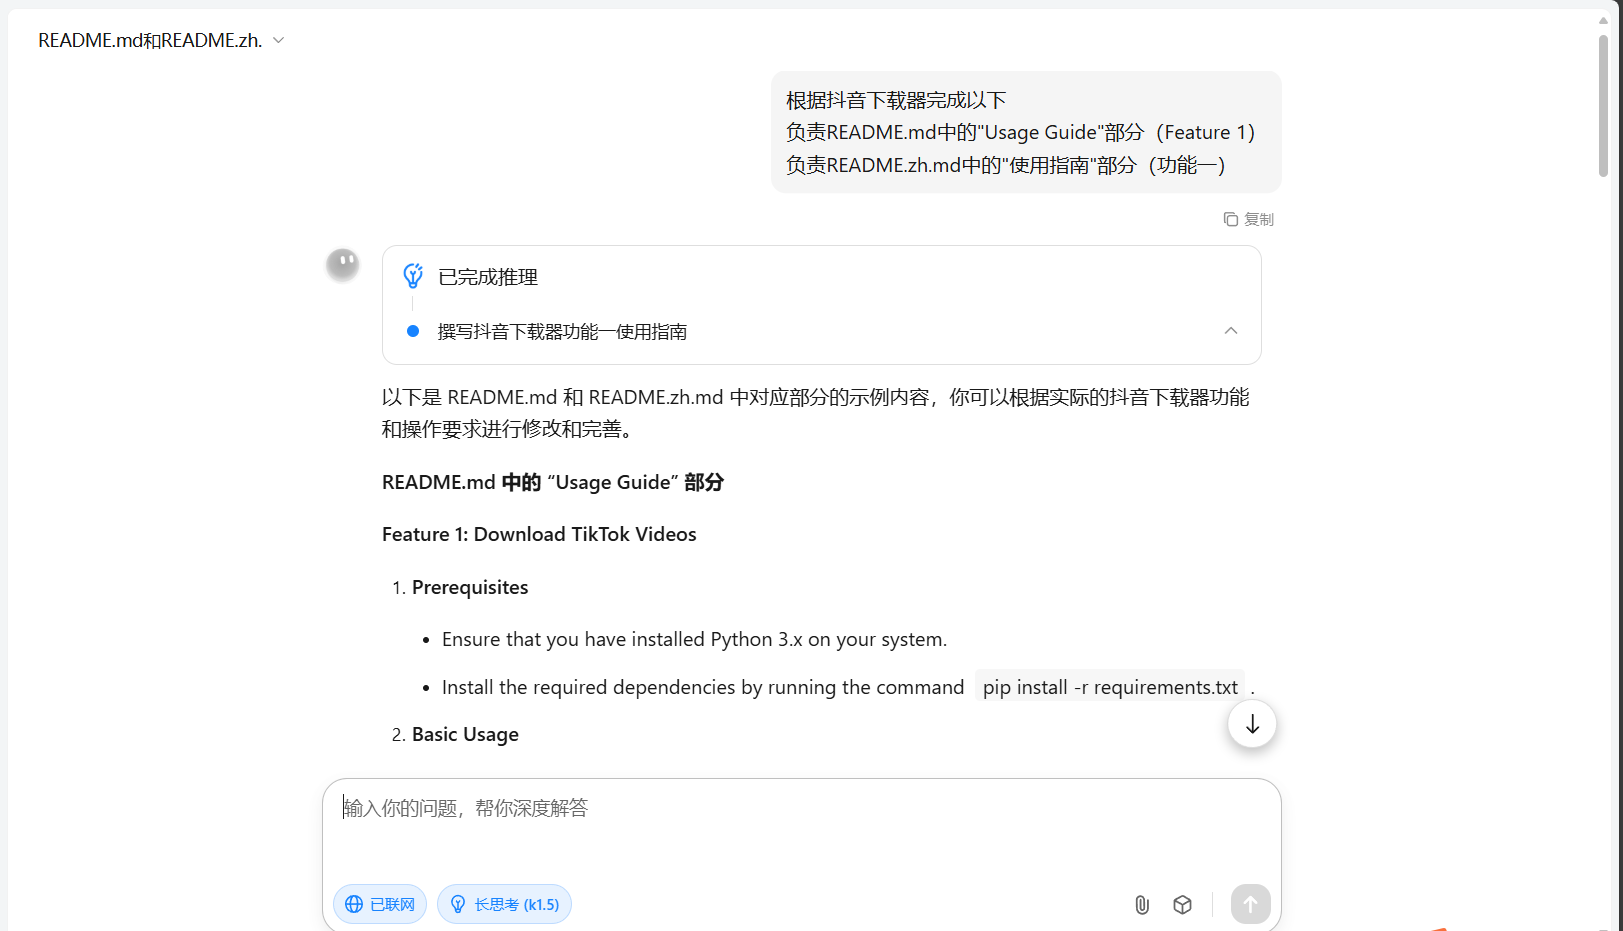 README.md和README.zh.
根据抖音下载器完成以下
负责README.md中的"Usage Guide"部分（Feature 1）
负责README.zh.md中的"使用指南"部分（功能一）
复制
已完成推理
撰写抖音下载器功能一使用指南
以下是 README.md 和 README.zh.md 中对应部分的示例内容，你可以根据实际的抖音下载器功能
和操作要求进行修改和完善。
README.md 中的 “Usage Guide” 部分
Feature 1: Download TikTok Videos
1. Prerequisites
• Ensure that you have installed Python 3.x on your system.
• Install the required dependencies by running the command pip install -r requirements.txt .
2. Basic Usage
输入你的问题，帮你深度解答
已联网
长思考 (k1.5)